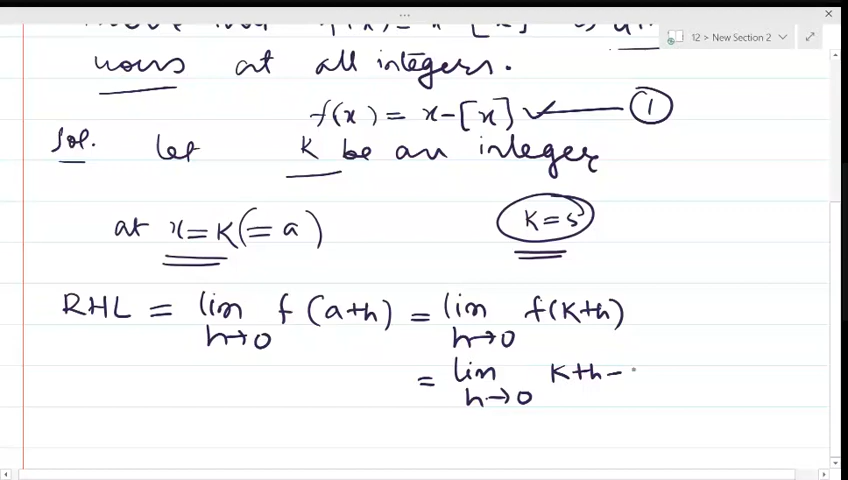 12 > New Section 2
f(x) = x - [x]
nous at all integers.
f(x) = x - [x] ✓ ← 1
Sol. Let K be an integer
at x = K (= a) K = 5
RHL = lim h→0 f(a+h) = lim h→0 f(K+h)
= lim h→0 K+h -